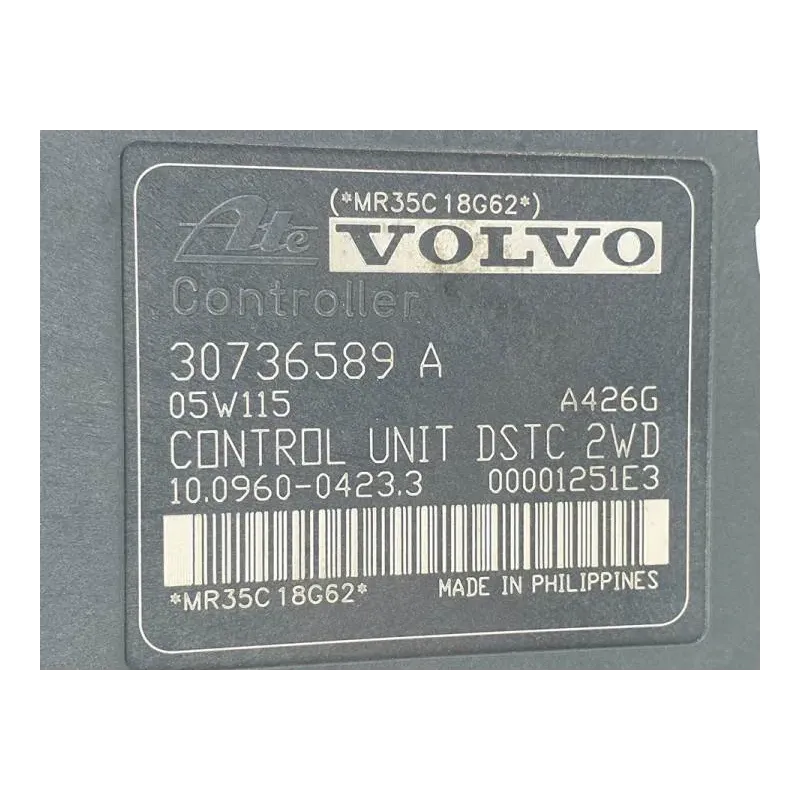 (*MR35C18G62*)
Ate VOLVO
Controller
30736589 A
05W115 A426G
CONTROL UNIT DSTC 2WD
10.0960-0423.3 00001251E3
*MR35C18G62* MADE IN PHILIPPINES